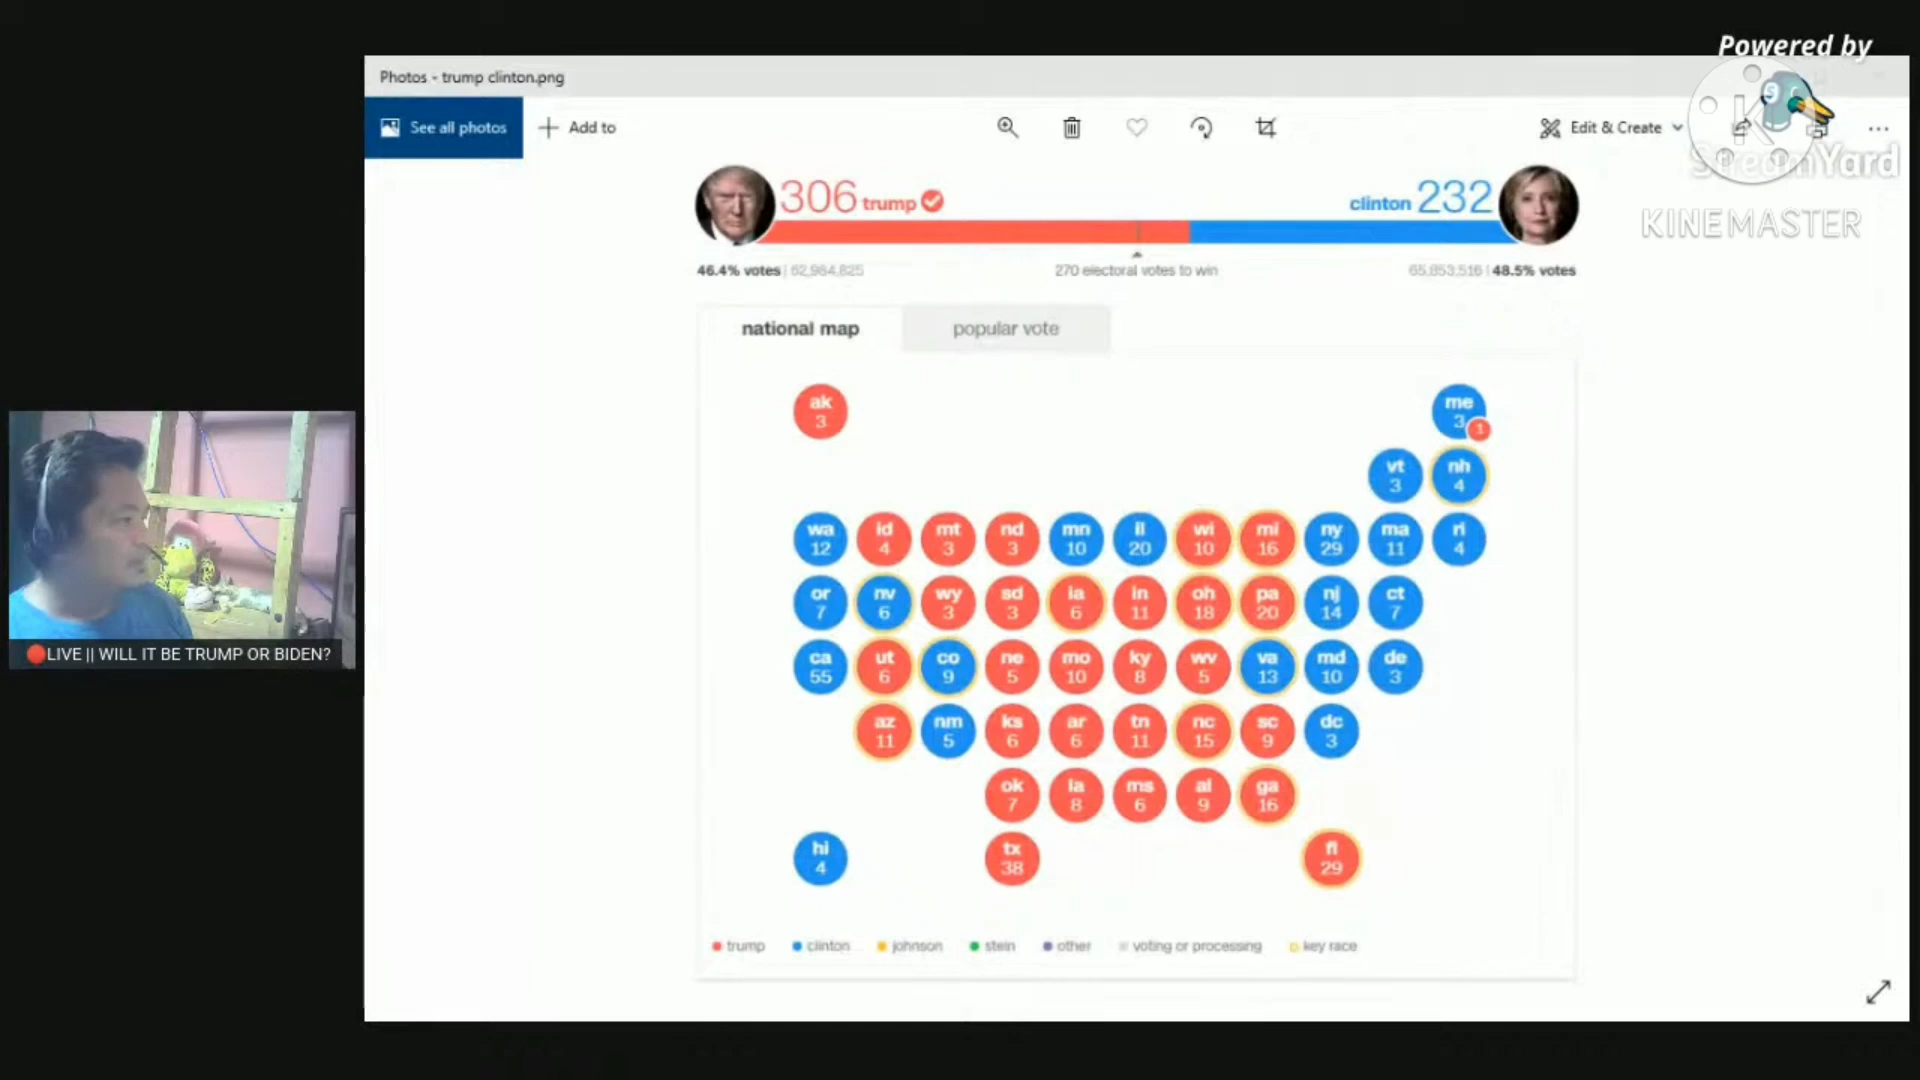 Powered by
StreamYard
KINEMASTER
Photos - trump clinton.png
See all photos
Add to
Edit & Create
306 trump
clinton 232
46.4% votes | 62,984,825
270 electoral votes to win
65,853,516 | 48.5% votes
national map
popular vote
ak
3
me
3
1
vt
3
nh
4
wa
12
id
4
mt
3
nd
3
mn
10
il
20
wi
10
mi
16
ny
29
ma
11
ri
4
or
7
nv
6
wy
3
sd
3
ia
6
in
11
oh
18
pa
20
nj
14
ct
7
ca
55
ut
6
co
9
ne
5
mo
10
ky
8
wv
5
va
13
md
10
de
3
az
11
nm
5
ks
6
ar
6
tn
11
nc
15
sc
9
dc
3
ok
7
la
8
ms
6
al
9
ga
16
hi
4
tx
38
fl
29
trump
clinton
johnson
stein
other
voting or processing
key race
LIVE || WILL IT BE TRUMP OR BIDEN?